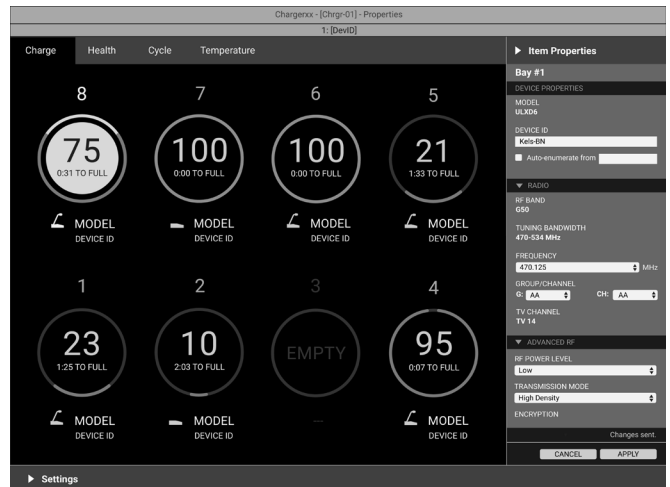 Chargerxx - [Chrgr-01] - Properties
1: [DevID]
Charge Health Cycle Temperature
8 7 6 5
75 100 100 21
0:31 TO FULL 0:00 TO FULL 0:00 TO FULL 1:33 TO FULL
MODEL MODEL MODEL MODEL
DEVICE ID DEVICE ID DEVICE ID DEVICE ID
1 2 3 4
23 10 EMPTY 95
1:25 TO FULL 2:03 TO FULL 0:07 TO FULL
MODEL MODEL — MODEL
DEVICE ID DEVICE ID DEVICE ID
Item Properties
Bay #1
DEVICE PROPERTIES
MODEL
ULXD6
DEVICE ID
Kels-BN
Auto-enumerate from
RADIO
RF BAND
G50
TUNING BANDWIDTH
470-534 MHz
FREQUENCY
470.125 MHz
GROUP/CHANNEL
G: AA CH: AA
TV CHANNEL
TV 14
ADVANCED RF
RF POWER LEVEL
Low
TRANSMISSION MODE
High Density
ENCRYPTION
Changes sent.
CANCEL APPLY
Settings